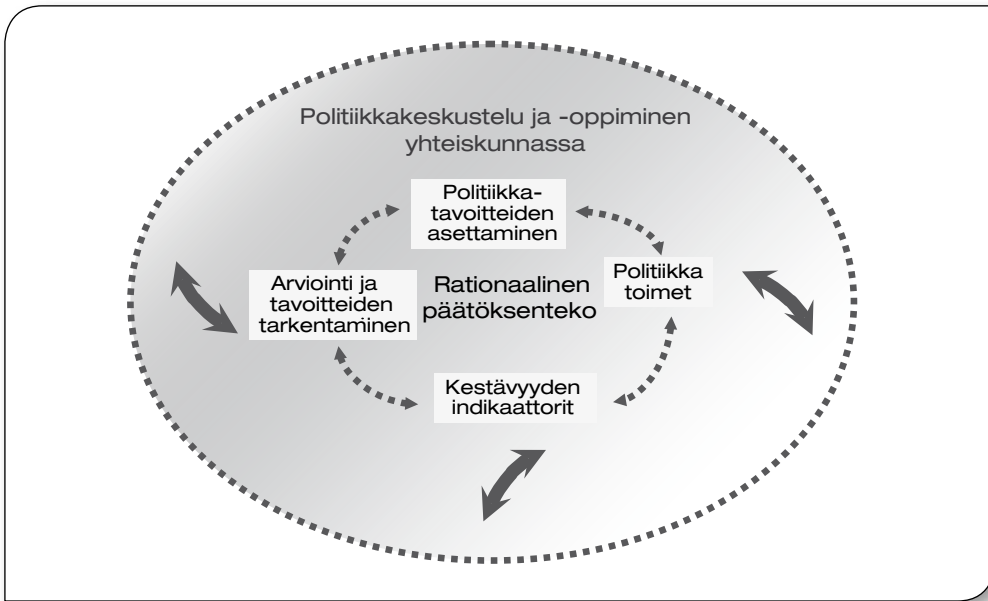 Politiikkakeskustelu ja -oppiminen
yhteiskunnassa
Politiikka-
tavoitteiden
asettaminen
Arviointi ja
tavoitteiden
tarkentaminen
Rationaalinen
päätöksenteko
Politiikka
toimet
Kestävyyden
indikaattorit